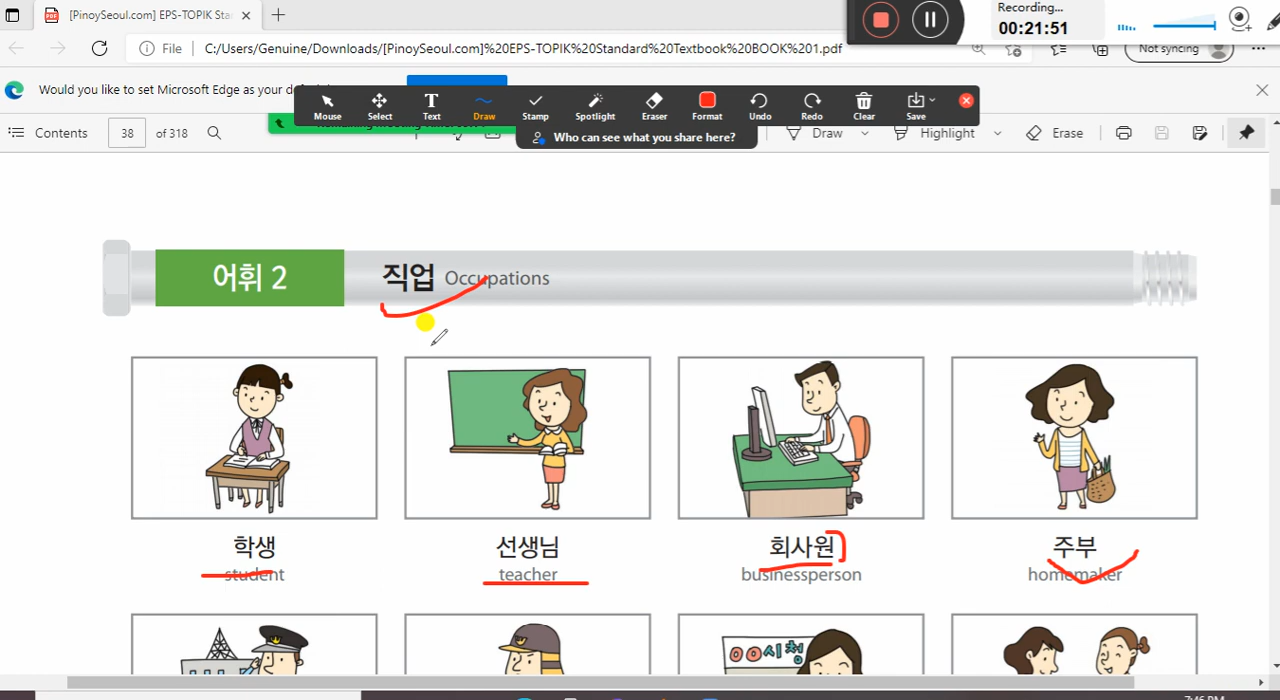 [PinoySeoul.com] EPS-TOPIK Sta
Recording...
00:21:51
File C:/Users/Genuine/Downloads/[PinoySeoul.com]%20EPS-TOPIK%20Standard%20Textbook%20BOOK%201.pdf
Not syncing
Would you like to set Microsoft Edge as your
Mouse Select Text Draw Stamp Spotlight Eraser Format Undo Redo Clear Save
Who can see what you share here?
Contents 38 of 318 Draw Highlight Erase
어휘 2 직업 Occupations
학생 선생님 회사원 주부
student teacher businessperson homemaker
OO시청